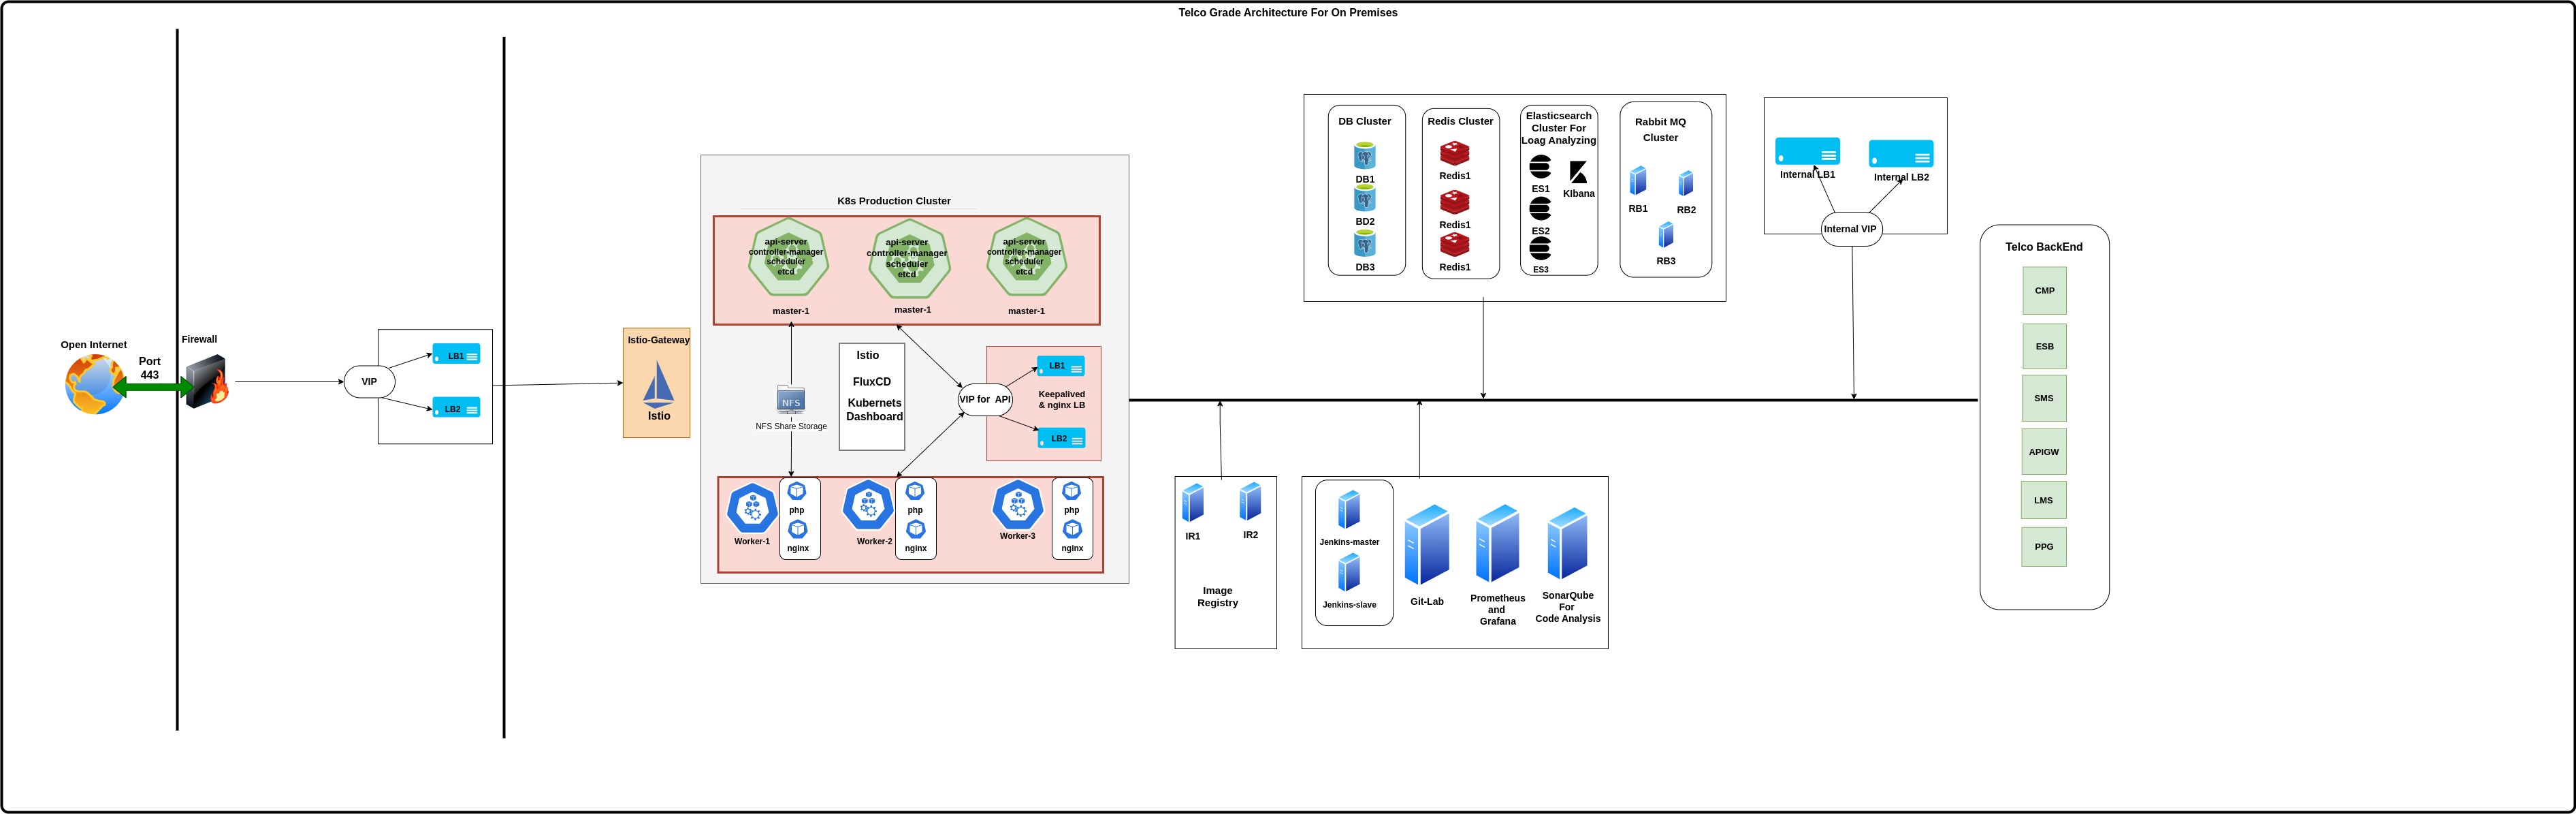 Telco Grade Architecture For On Premises
Open Internet
Port
443
Firewall
VIP
LB1
LB2
Istio-Gateway
Istio
K8s Production Cluster
api-server
controller-manager
scheduler
etcd
master-1
api-server
controller-manager
scheduler
etcd
master-1
api-server
controller-manager
scheduler
etcd
master-1
NFS
NFS Share Storage
Istio
FluxCD
Kubernets
Dashboard
VIP for API
LB1
Keepalived
& nginx LB
LB2
Worker-1
php
nginx
Worker-2
php
nginx
Worker-3
php
nginx
DB Cluster
DB1
BD2
DB3
Redis Cluster
Redis1
Redis1
Redis1
Elasticsearch
Cluster For
Loag Analyzing
ES1
KIbana
ES2
ES3
Rabbit MQ
Cluster
RB1
RB2
RB3
Internal LB1
Internal LB2
Internal VIP
IR1
IR2
Image
Registry
Jenkins-master
Jenkins-slave
Git-Lab
Prometheus
and
Grafana
SonarQube
For
Code Analysis
Telco BackEnd
CMP
ESB
SMS
APIGW
LMS
PPG